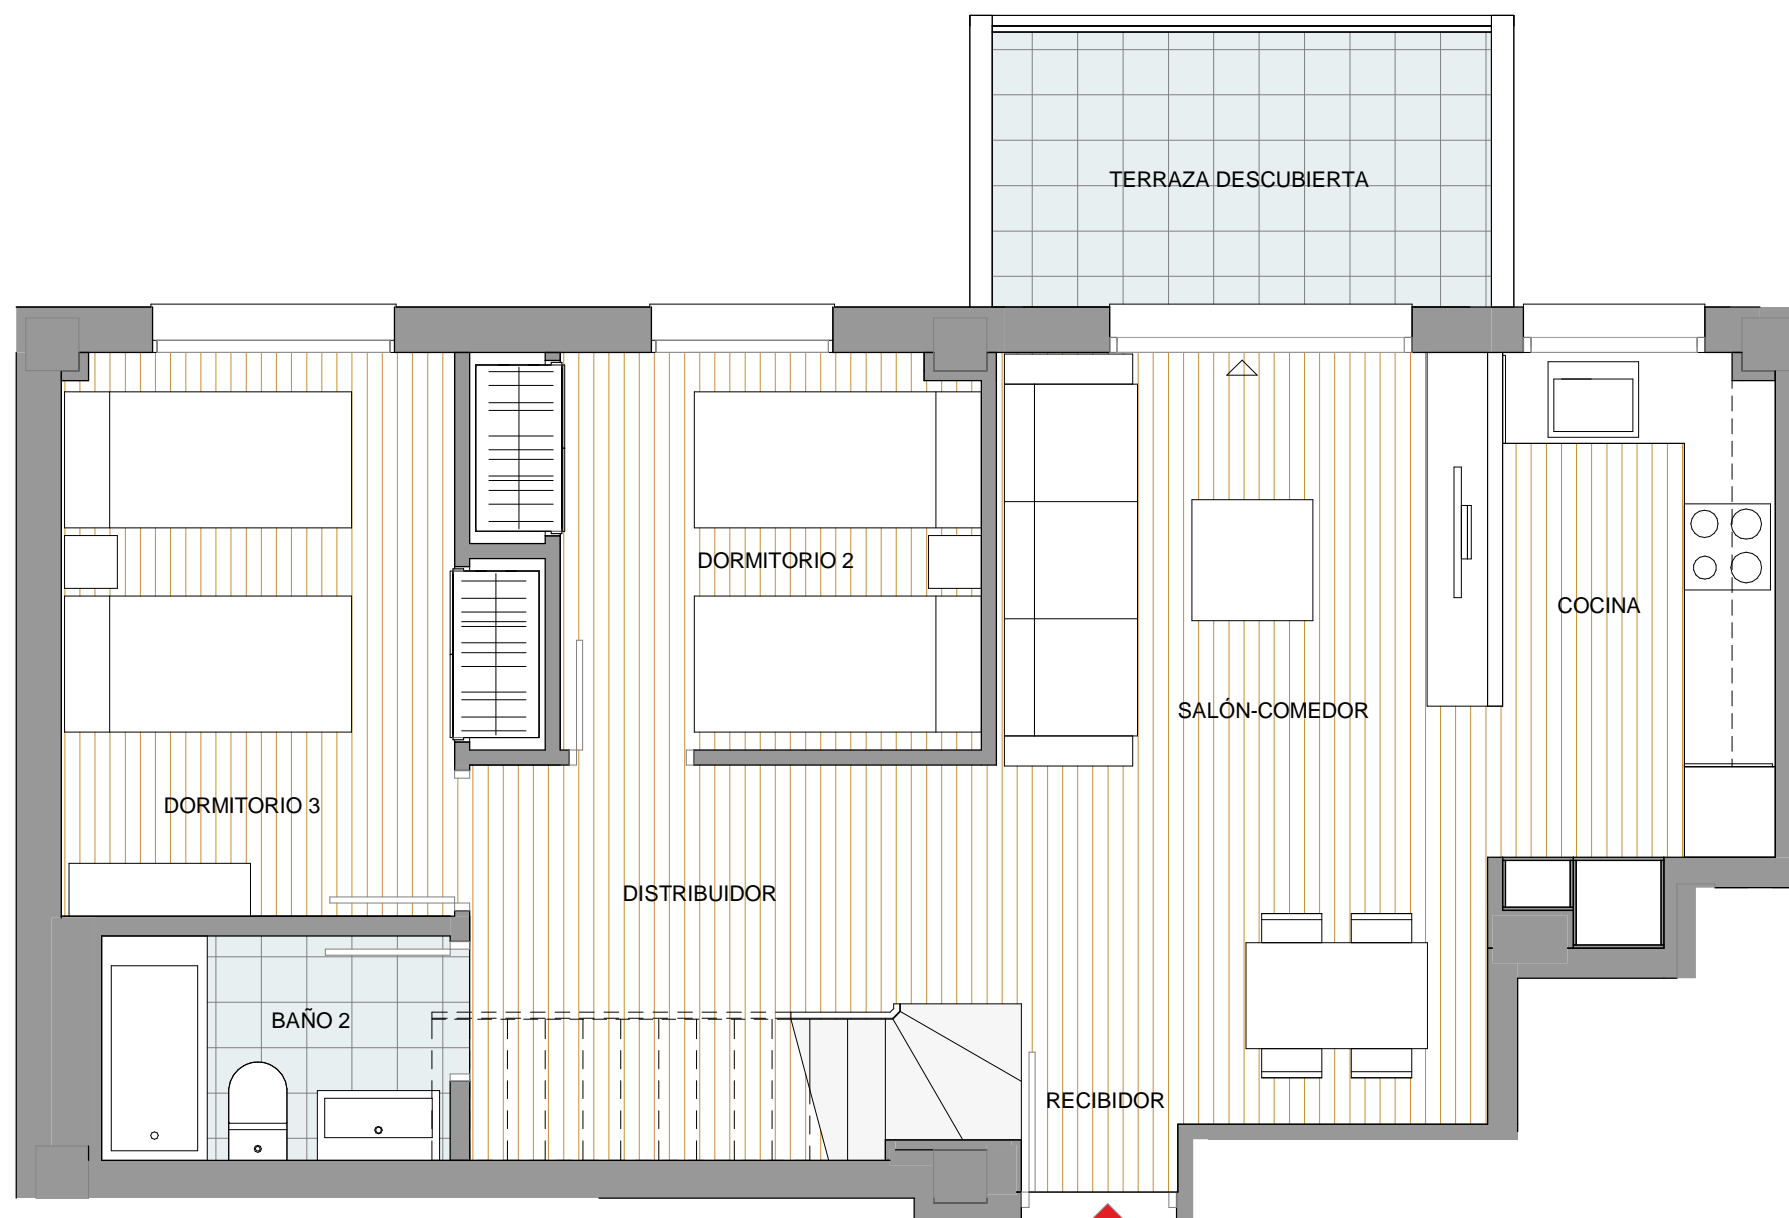 TERRAZA DESCUBIERTA
DORMITORIO 2
COCINA
SALÓN-COMEDOR
DORMITORIO 3
DISTRIBUIDOR
BAÑO 2
RECIBIDOR